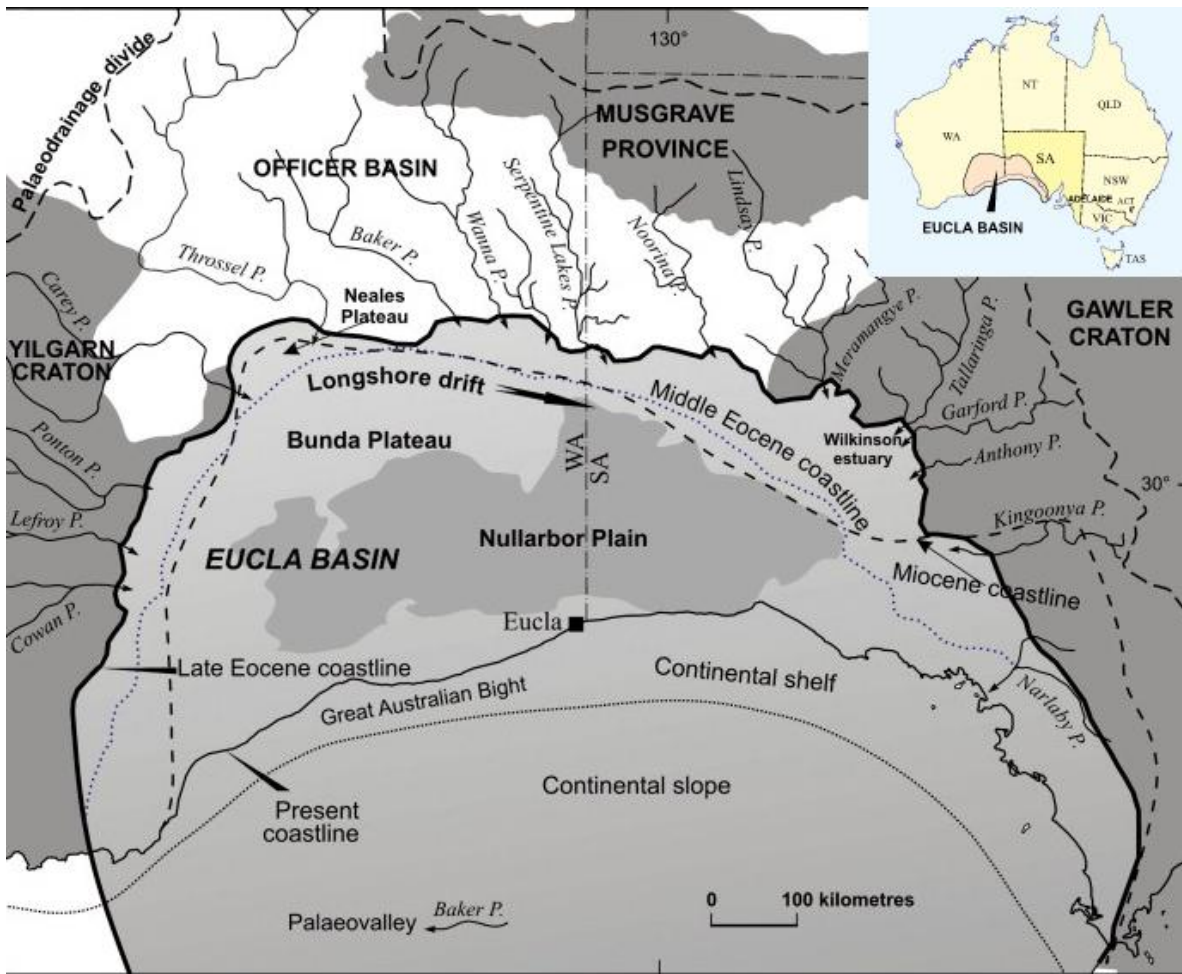 130°
Palaeodrainage divide
MUSGRAVE
PROVINCE
OFFICER BASIN
Serpentine Lakes P.
Lindsay P.
Wanna P.
Noorina P.
Baker P.
Throssel P.
Carey P.
Neales
Plateau
YILGARN
CRATON
Longshore drift
Middle Eocene coastline
Meramangye P.
Tallaringa P.
GAWLER
CRATON
Garford P.
Wilkinson
estuary
Anthony P.
Bunda Plateau
WA
SA
Ponton P.
30°
Kingoonya P.
Lefroy P.
Nullarbor Plain
EUCLA BASIN
Miocene coastline
Cowan P.
Eucla
Late Eocene coastline
Continental shelf
Great Australian Bight
Narlaby P.
Continental slope
Present
coastline
0 100 kilometres
Palaeovalley
Baker P.
NT
QLD
WA
SA
NSW
ADELAIDE
ACT
VIC
EUCLA BASIN
TAS